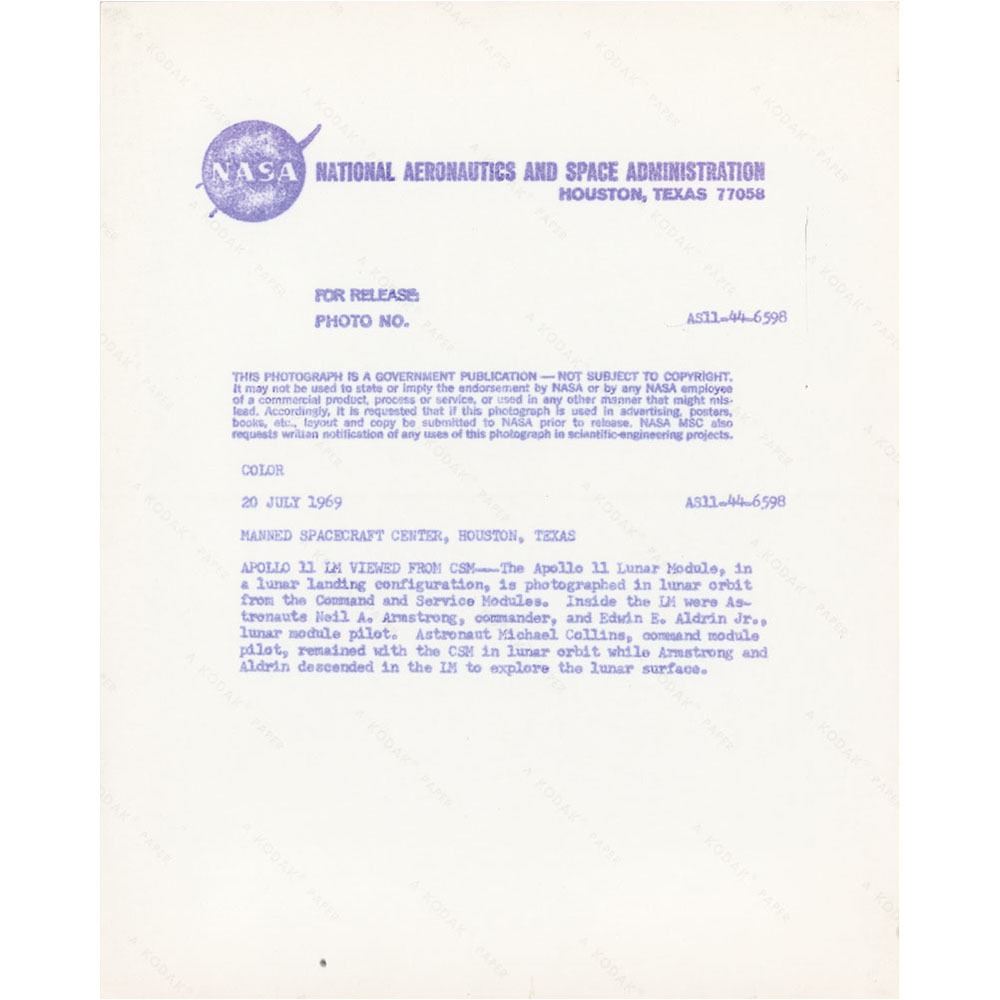 NASA
NATIONAL AERONAUTICS AND SPACE ADMINISTRATION
HOUSTON, TEXAS 77058
FOR RELEASE:
PHOTO NO.
AS11-44-6598
THIS PHOTOGRAPH IS A GOVERNMENT PUBLICATION — NOT SUBJECT TO COPYRIGHT.
It may not be used to state or imply the endorsement by NASA or by any NASA employee
of a commercial product, process or service, or used in any other manner that might mis-
lead. Accordingly, it is requested that if this photograph is used in advertising, posters,
books, etc., layout and copy be submitted to NASA prior to release. NASA MSC also
requests written notification of any uses of this photograph in scientific-engineering projects.
COLOR
20 JULY 1969
AS11-44-6598
MANNED SPACECRAFT CENTER, HOUSTON, TEXAS
APOLLO 11 LM VIEWED FROM CSM---The Apollo 11 Lunar Module, in
a lunar landing configuration, is photographed in lunar orbit
from the Command and Service Modules. Inside the LM were As-
tronauts Neil A. Armstrong, commander, and Edwin E. Aldrin Jr.,
lunar module pilot. Astronaut Michael Collins, command module
pilot, remained with the CSM in lunar orbit while Armstrong and
Aldrin descended in the LM to explore the lunar surface.
A KODAK® PAPER